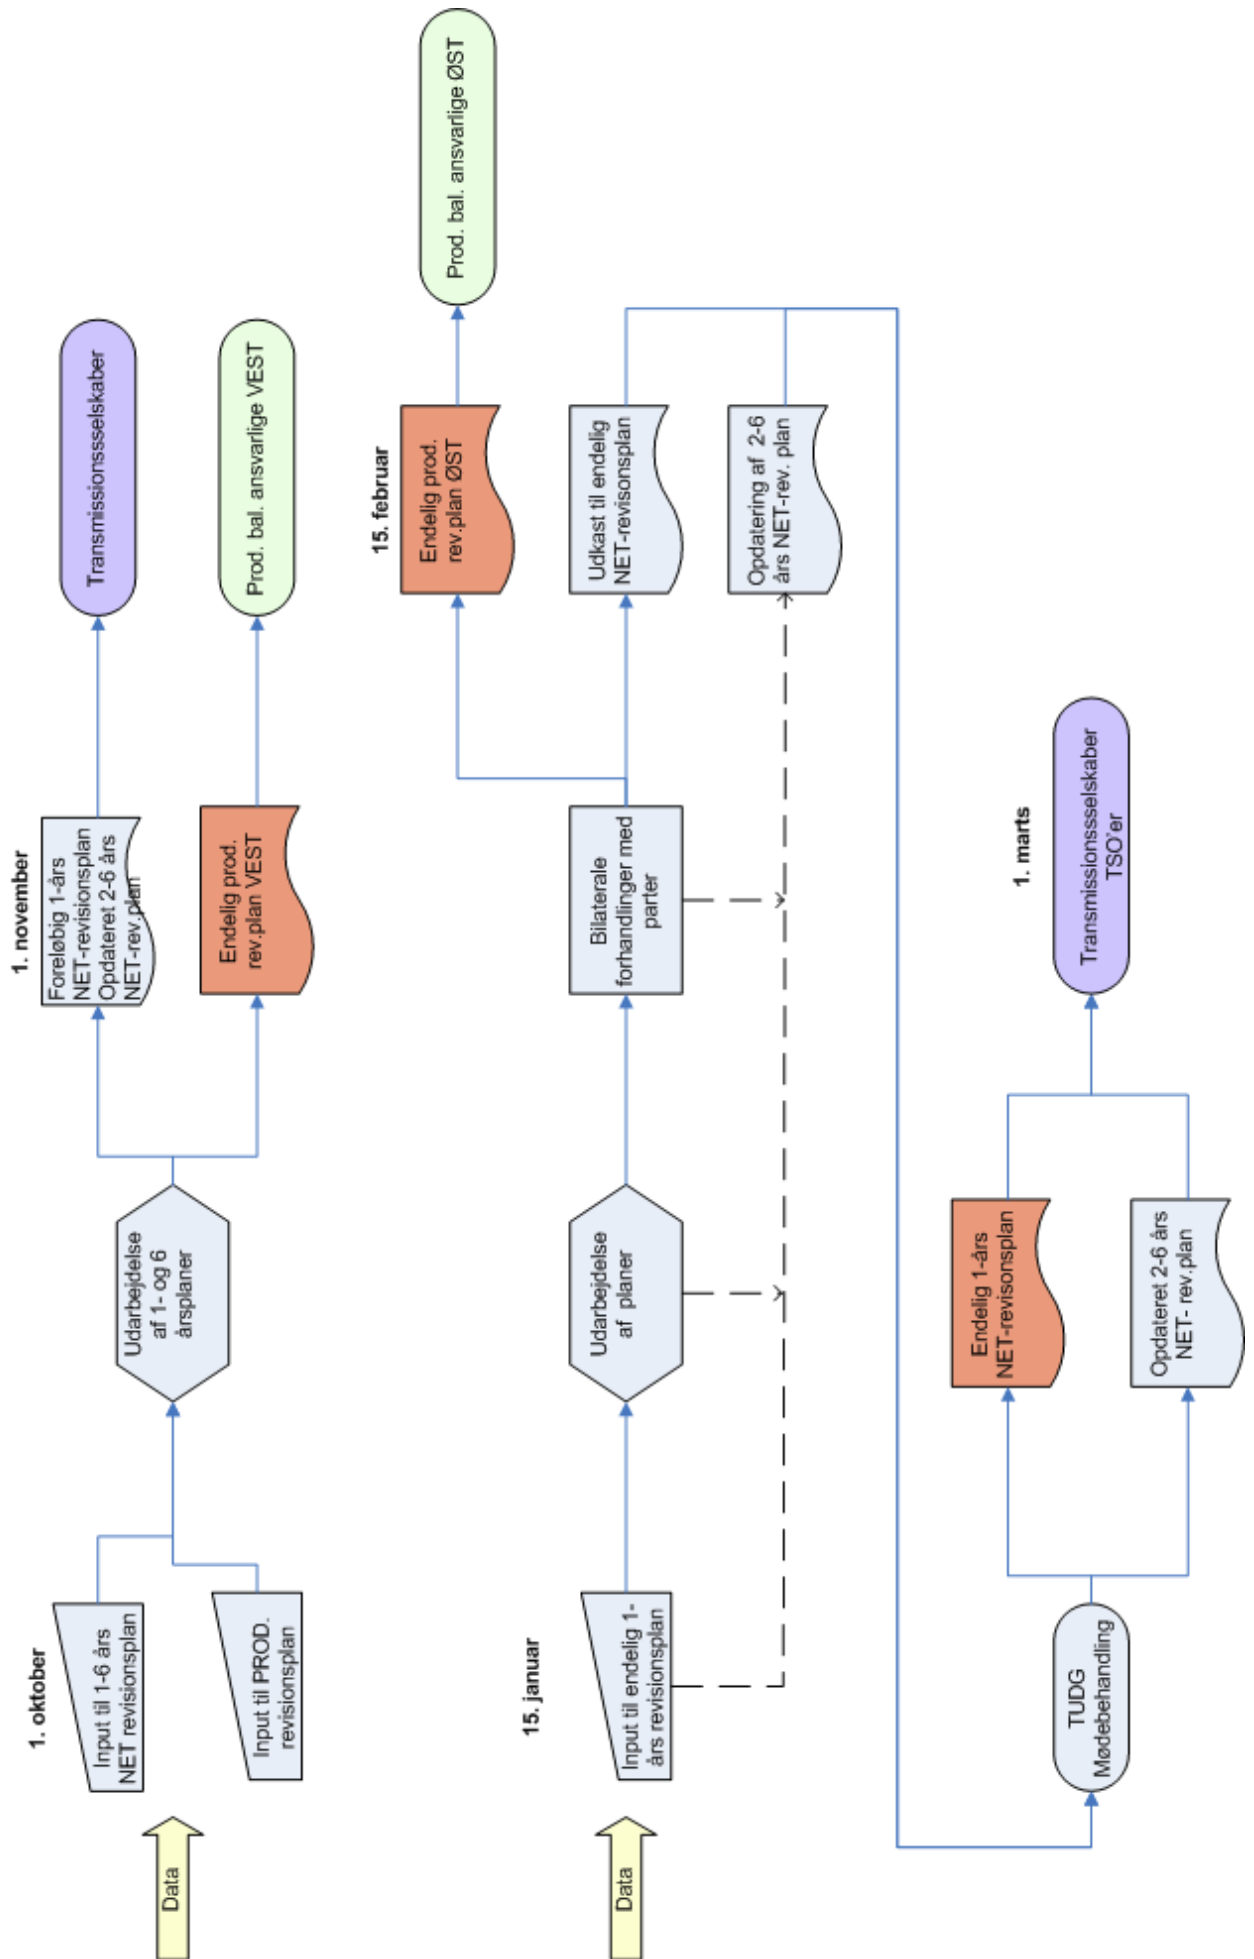 1. oktober
1. november
Data
Input til 1-6 års
NET revisionsplan
Input til PROD.
revisionsplan
Udarbejdelse
af 1- og 6
årsplaner
Foreløbig 1-års
NET-revisionsplan
Opdateret 2-6 års
NET-rev.plan
Transmissionssselskaber
Endelig prod.
rev.plan VEST
Prod. bal. ansvarlige VEST
15. januar
15. februar
Data
Input til endelig 1-
års revisionsplan
Udarbejdelse
af planer
Bilaterale
forhandlinger med
parter
Endelig prod.
rev.plan ØST
Prod. bal. ansvarlige ØST
Udkast til endelig
NET-revisonsplan
Opdatering af 2-6
års NET-rev. plan
1. marts
TUDG
Mødebehandling
Endelig 1-års
NET-revisonsplan
Opdateret 2-6 års
NET- rev.plan
Transmissionssselskaber
TSO'er